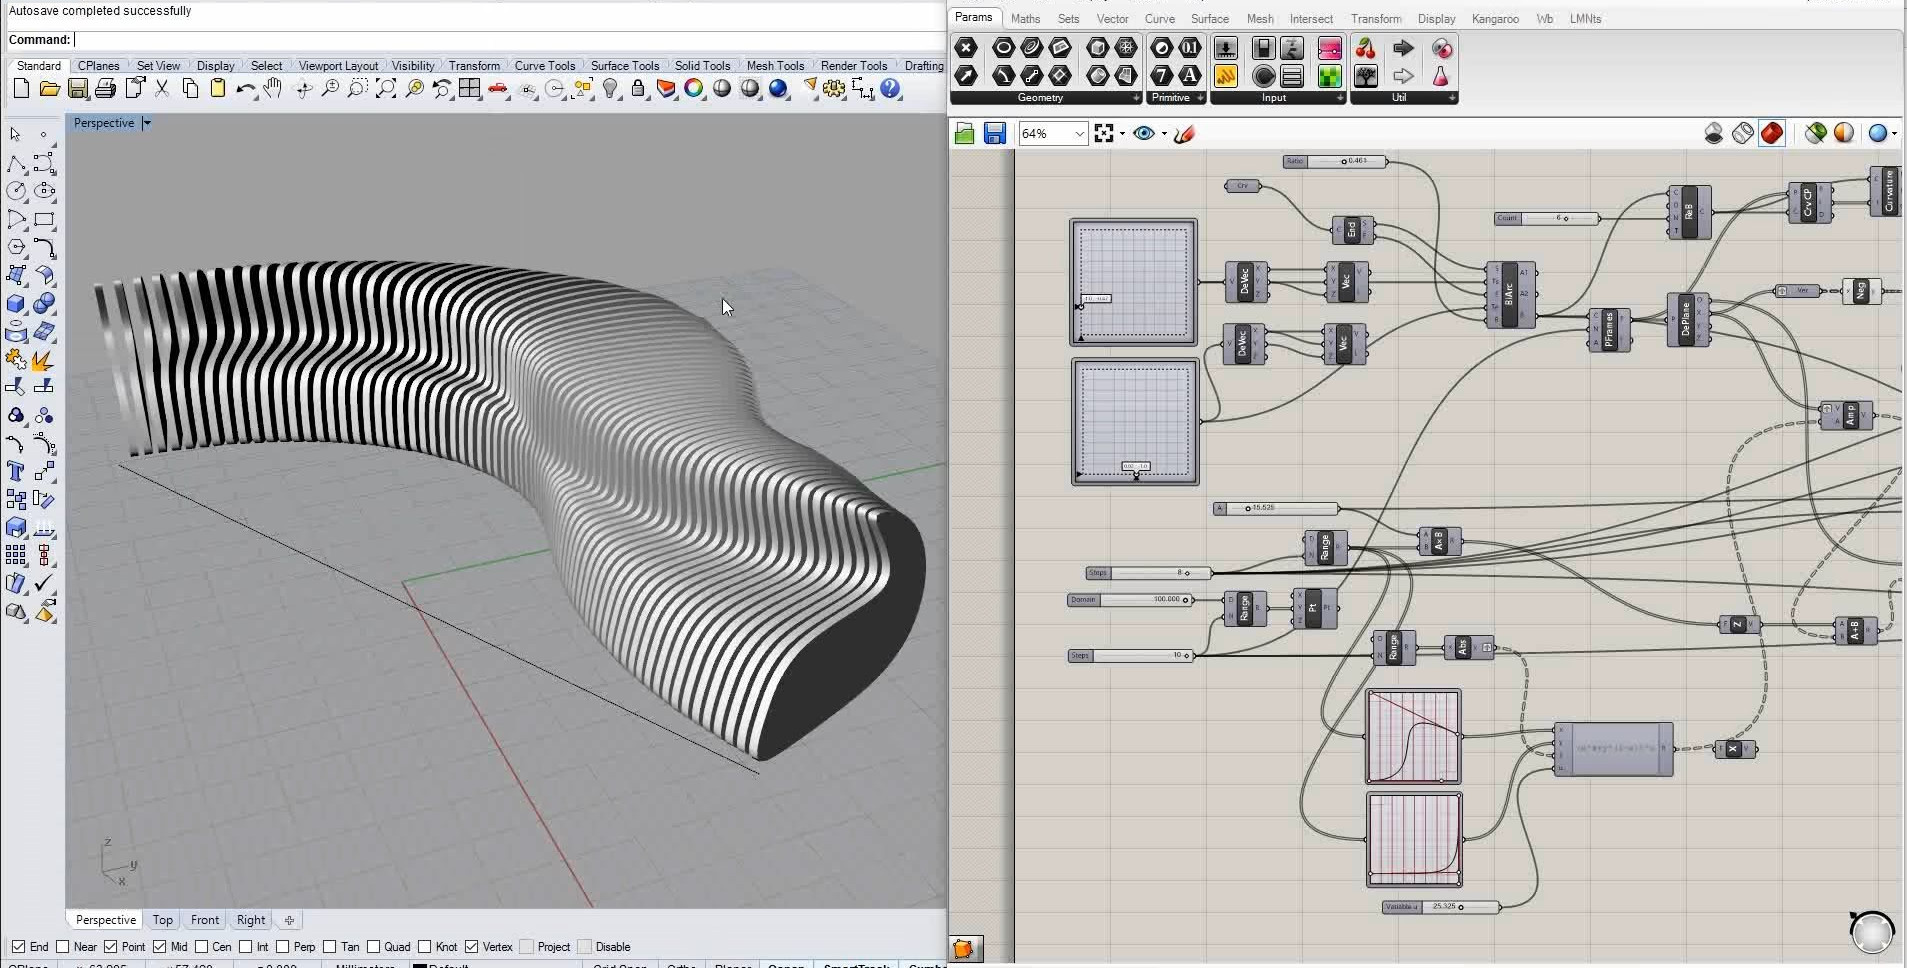 Autosave completed successfully
Command:
Standard CPlanes Set View Display Select Viewport Layout Visibility Transform Curve Tools Surface Tools Solid Tools Mesh Tools Render Tools Drafting
Perspective
z
y
x
Perspective Top Front Right
End Near Point Mid Cen Int Perp Tan Quad Knot Vertex Project Disable
Params Maths Sets Vector Curve Surface Mesh Intersect Transform Display Kangaroo Wb LMNts
Geometry Primitive Input Util
64%
Ratio 0.461
Crv
End
Count 6
ReB
Crv CP
Curvature
DeVec
Vec
BiArc
DeVec
Vec
PFrames
DePlane
Vec
Neg
Amp
A 15.525
Range
A×B
Steps 8
Domain 100.000
Range
Pt
Steps 10
Range
Abs
Z
A+B
X
Variable u 25.325